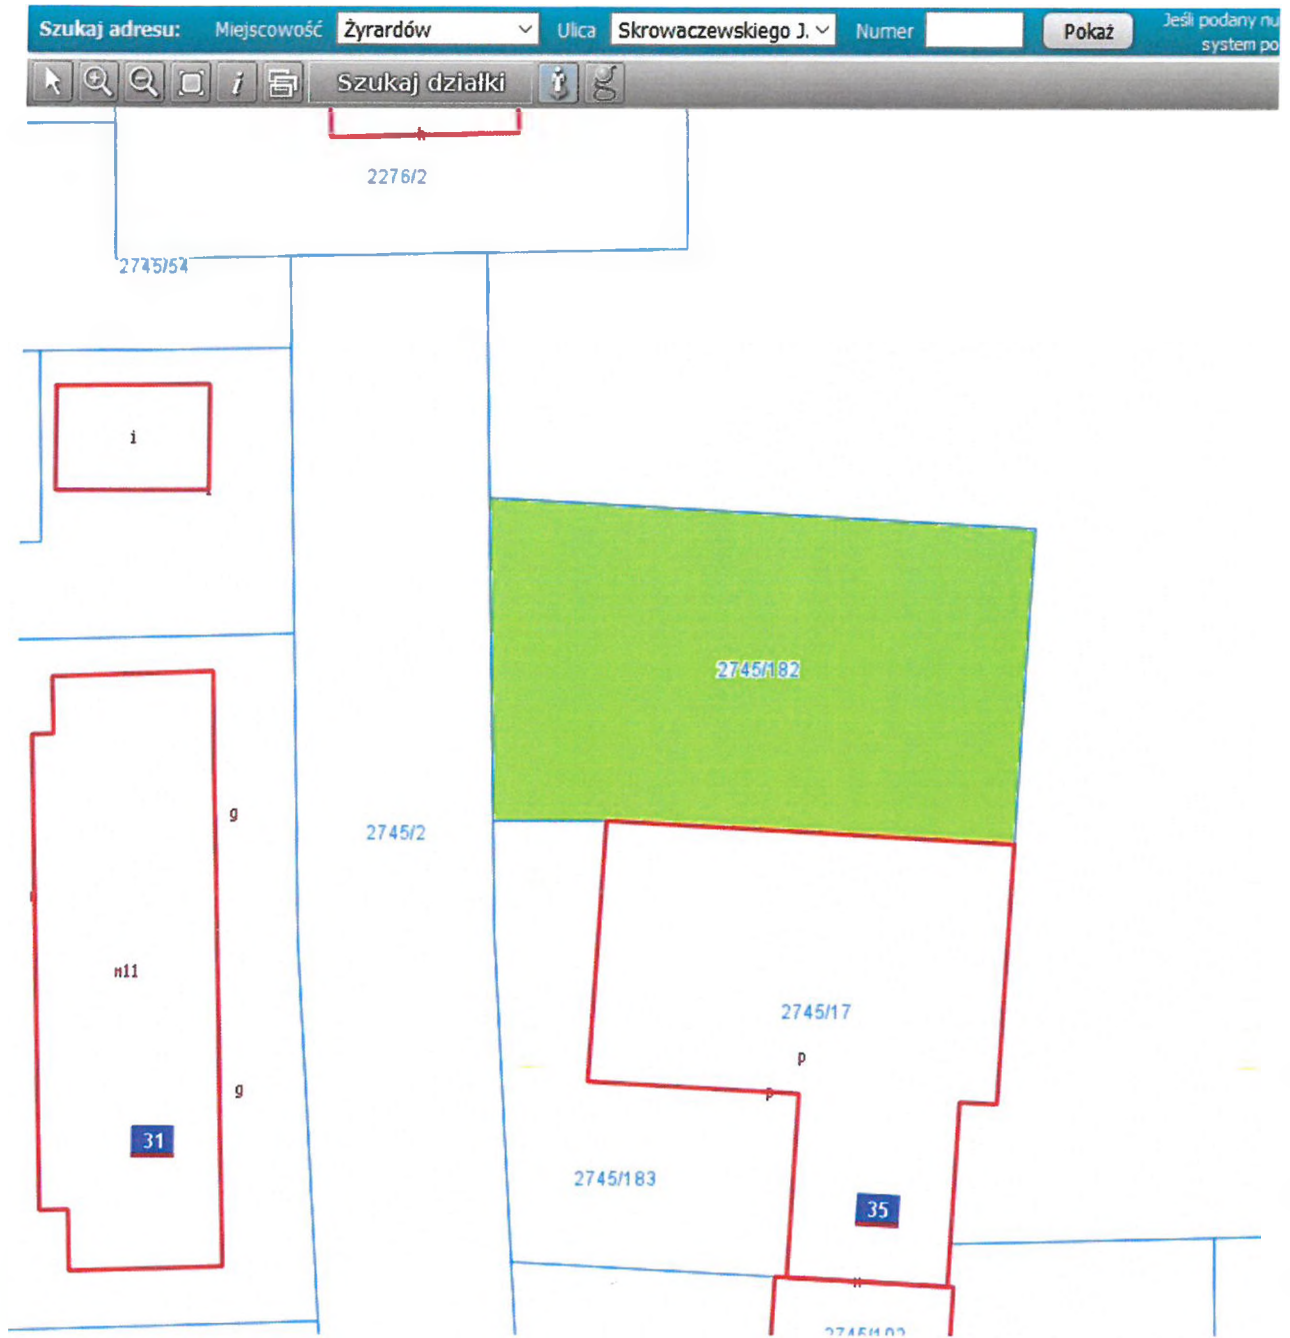 Szukaj adresu: Miejscowość Żyrardów Ulica Skrowaczewskiego J. Numer Pokaż Jeśli podany nu
system po
i Szukaj działki
k
2276/2
2745/54
i
2745/182
g
2745/2
m11
2745/17
p
g
p
31
2745/183
35